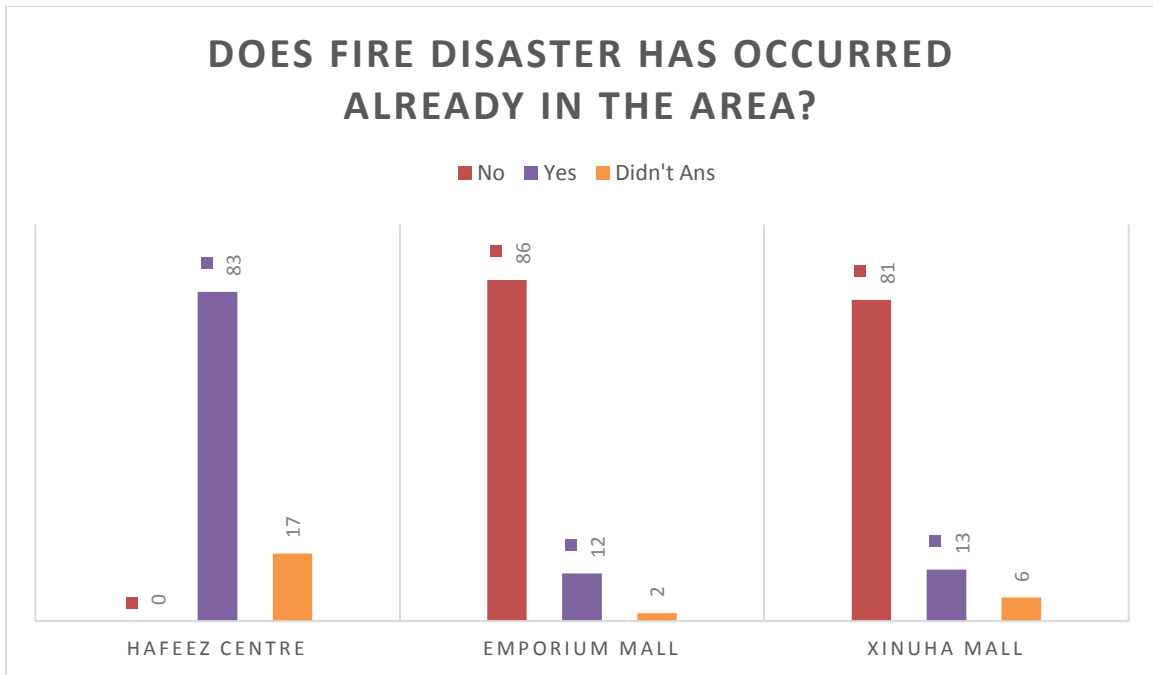 DOES FIRE DISASTER HAS OCCURRED
ALREADY IN THE AREA?
No Yes Didn't Ans
0
83
17
86
12
2
81
13
6
HAFEEZ CENTRE EMPORIUM MALL XINUHA MALL